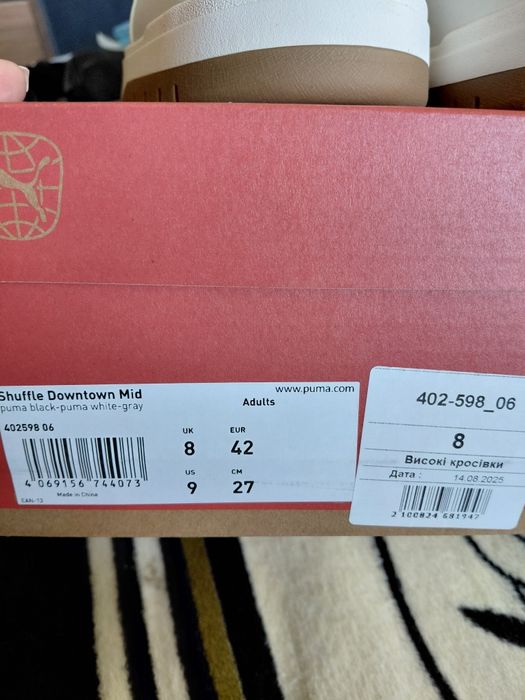 Shuffle Downtown Mid
puma black-puma white-gray
402598 06
4 069156 744073
EAN-13
Made in China
www.puma.com
Adults
UK
8
EUR
42
US
9
CM
27
402-598_06
8
Високі кросівки
Дата : 14.08.2025
2 100824 681947